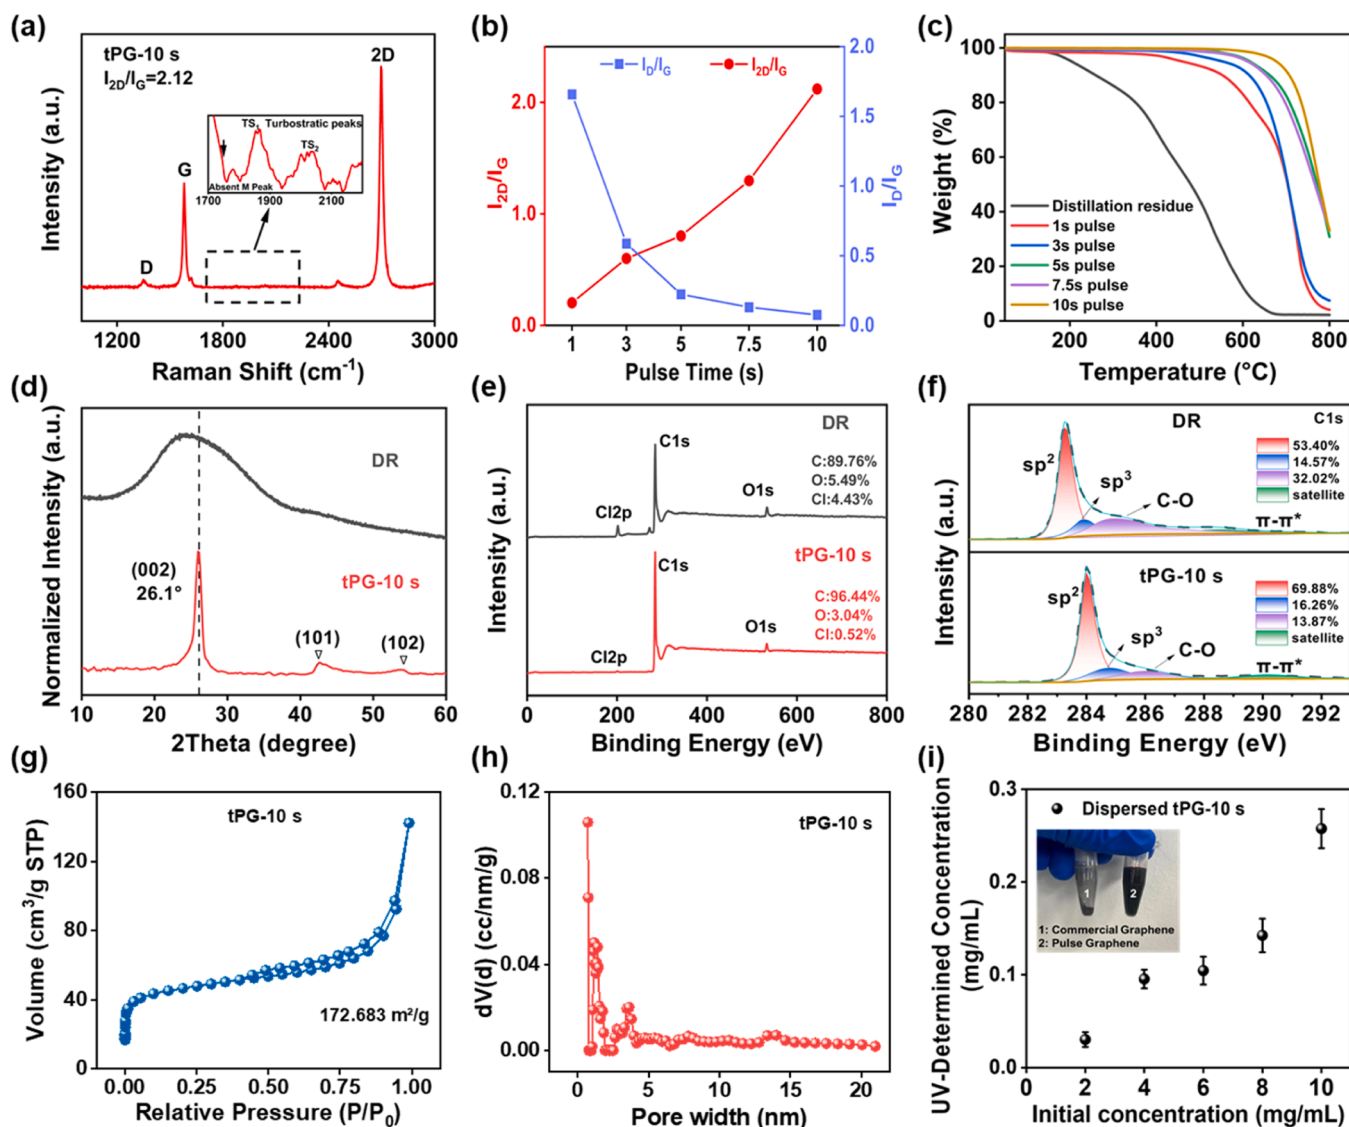 (a)
tPG-10 s
I2D/IG=2.12
2D
G
D
TS1 Turbostratic peaks
TS2
Absent M Peak
1700 1900 2100
Intensity (a.u.)
1200 1800 2400 3000
Raman Shift (cm-1)
(b)
ID/IG
I2D/IG
2.0
1.0
0.0
I2D/IG
2.0
1.5
1.0
0.5
0.0
ID/IG
1 3 5 7.5 10
Pulse Time (s)
(c)
100
80
60
40
20
0
Weight (%)
Distillation residue
1s pulse
3s pulse
5s pulse
7.5s pulse
10s pulse
200 400 600 800
Temperature (°C)
(d)
Normalized Intensity (a.u.)
DR
(002)
26.1°
tPG-10 s
(101)
(102)
10 20 30 40 50 60
2Theta (degree)
(e)
Intensity (a.u.)
DR
C1s
C:89.76%
O:5.49%
Cl:4.43%
Cl2p
O1s
tPG-10 s
C1s
C:96.44%
O:3.04%
Cl:0.52%
Cl2p
O1s
0 200 400 600 800
Binding Energy (eV)
(f)
Intensity (a.u.)
DR
C1s
53.40%
14.57%
32.02%
satellite
sp2
sp3
C-O
π-π*
tPG-10 s
69.88%
16.26%
13.87%
satellite
sp2
sp3
C-O
π-π*
280 282 284 286 288 290 292
Binding Energy (eV)
(g)
160
120
80
40
0
Volume (cm3/g STP)
tPG-10 s
172.683 m²/g
0.00 0.25 0.50 0.75 1.00
Relative Pressure (P/P0)
(h)
0.12
0.08
0.04
0.00
dV(d) (cc/nm/g)
tPG-10 s
0 5 10 15 20
Pore width (nm)
(i)
0.3
0.2
0.1
0.0
UV-Determined Concentration
(mg/mL)
Dispersed tPG-10 s
1
2
1: Commercial Graphene
2: Pulse Graphene
0 2 4 6 8 10
Initial concentration (mg/mL)